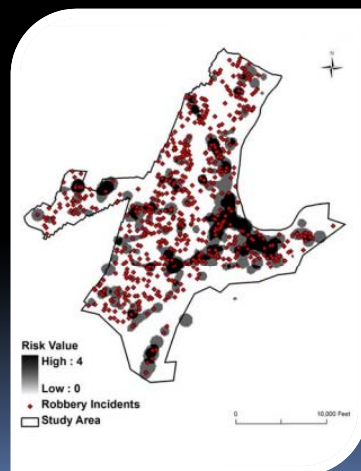 N
Risk Value
High : 4
Low : 0
Robbery Incidents
Study Area
0
10,000 Feet